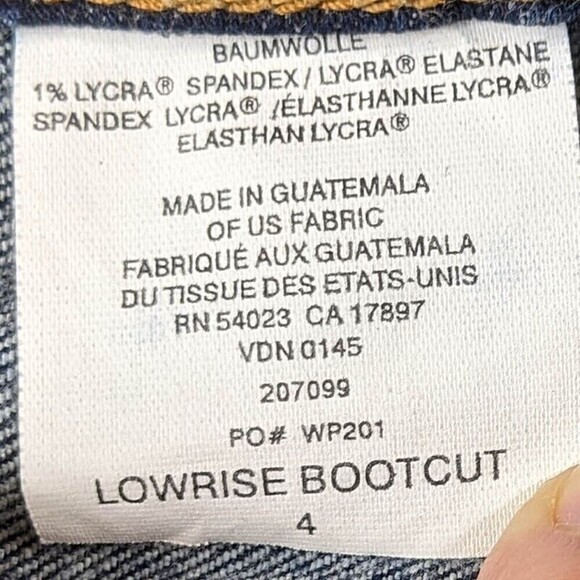 BAUMWOLLE
1% LYCRA® SPANDEX / LYCRA® ELASTANE
SPANDEX LYCRA® /ÉLASTHANNE LYCRA®
ELASTHAN LYCRA®
MADE IN GUATEMALA
OF US FABRIC
FABRIQUÉ AUX GUATEMALA
DU TISSUE DES ETATS-UNIS
RN 54023 CA 17897
VDN 0145
207099
PO# WP201
LOWRISE BOOTCUT
4